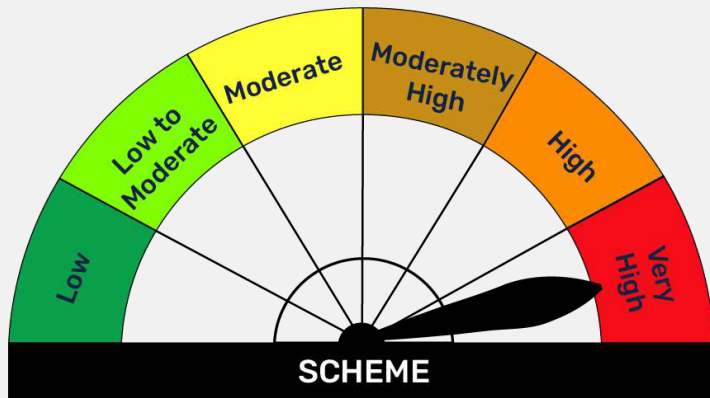 Low
Low to
Moderate
Moderate
Moderately
High
High
Very
High
SCHEME